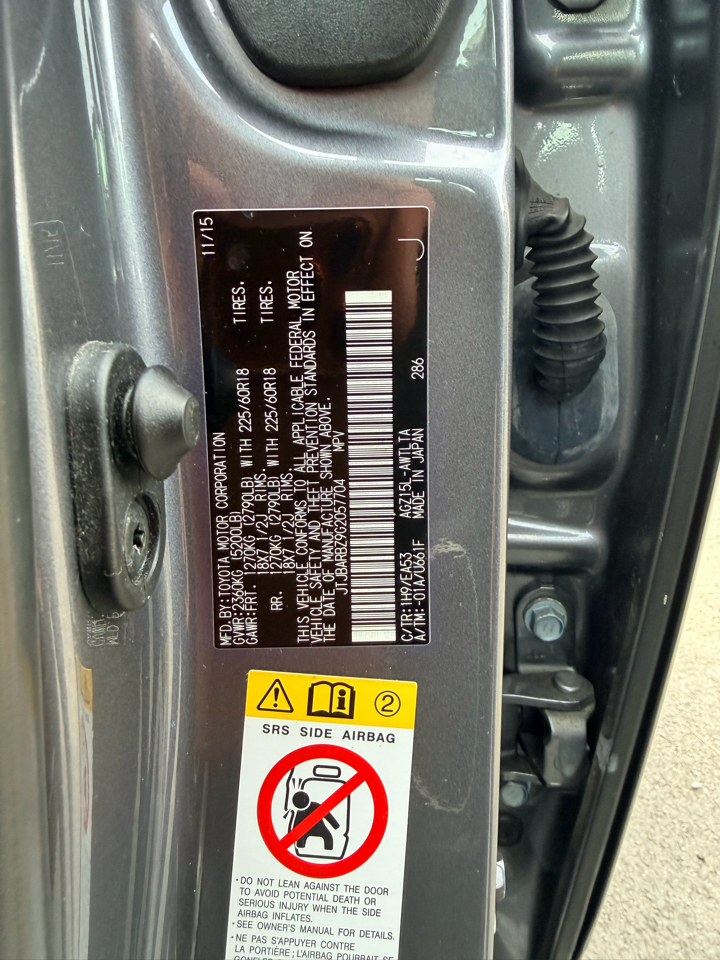 MFD.BY:TOYOTA MOTOR CORPORATION 11/15
GVWR:2360KG (5200LB)
GAWR:FRT. 1270KG (2790LB) WITH 225/60R18 TIRES.
18X7 1/2J RIMS.
RR. 1270KG (2790LB) WITH 225/60R18 TIRES.
18X7 1/2J RIMS.
THIS VEHICLE CONFORMS TO ALL APPLICABLE FEDERAL MOTOR
VEHICLE SAFETY AND THEFT PREVENTION STANDARDS IN EFFECT ON
THE DATE OF MANUFACTURE SHOWN ABOVE.
JTJBARBZ962057704 MPV
C/TR:1H9/EA53 AGZ15L-AWTLTA 286 J
A/TM:-01A/U661F MADE IN JAPAN
2
SRS SIDE AIRBAG
・DO NOT LEAN AGAINST THE DOOR
TO AVOID POTENTIAL DEATH OR
SERIOUS INJURY WHEN THE SIDE
AIRBAG INFLATES.
・SEE OWNER'S MANUAL FOR DETAILS.
・NE PAS S'APPUYER CONTRE
LA PORTIÈRE; L'AIRBAG POURRAIT SE